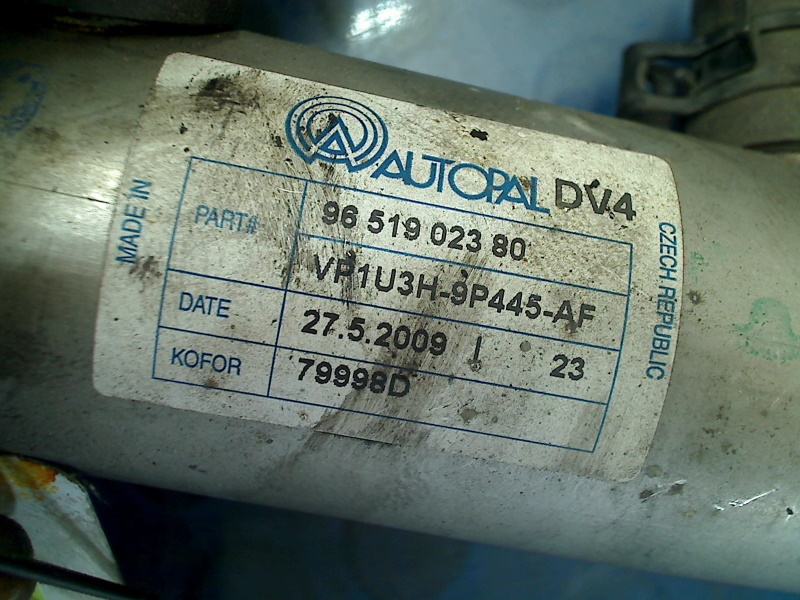 AUTOPAL DV4
MADE IN
PART# 96 519 023 80
VP1U3H-9P445-AF
DATE 27.5.2009 I 23
KOFOR 79998D
CZECH REPUBLIC